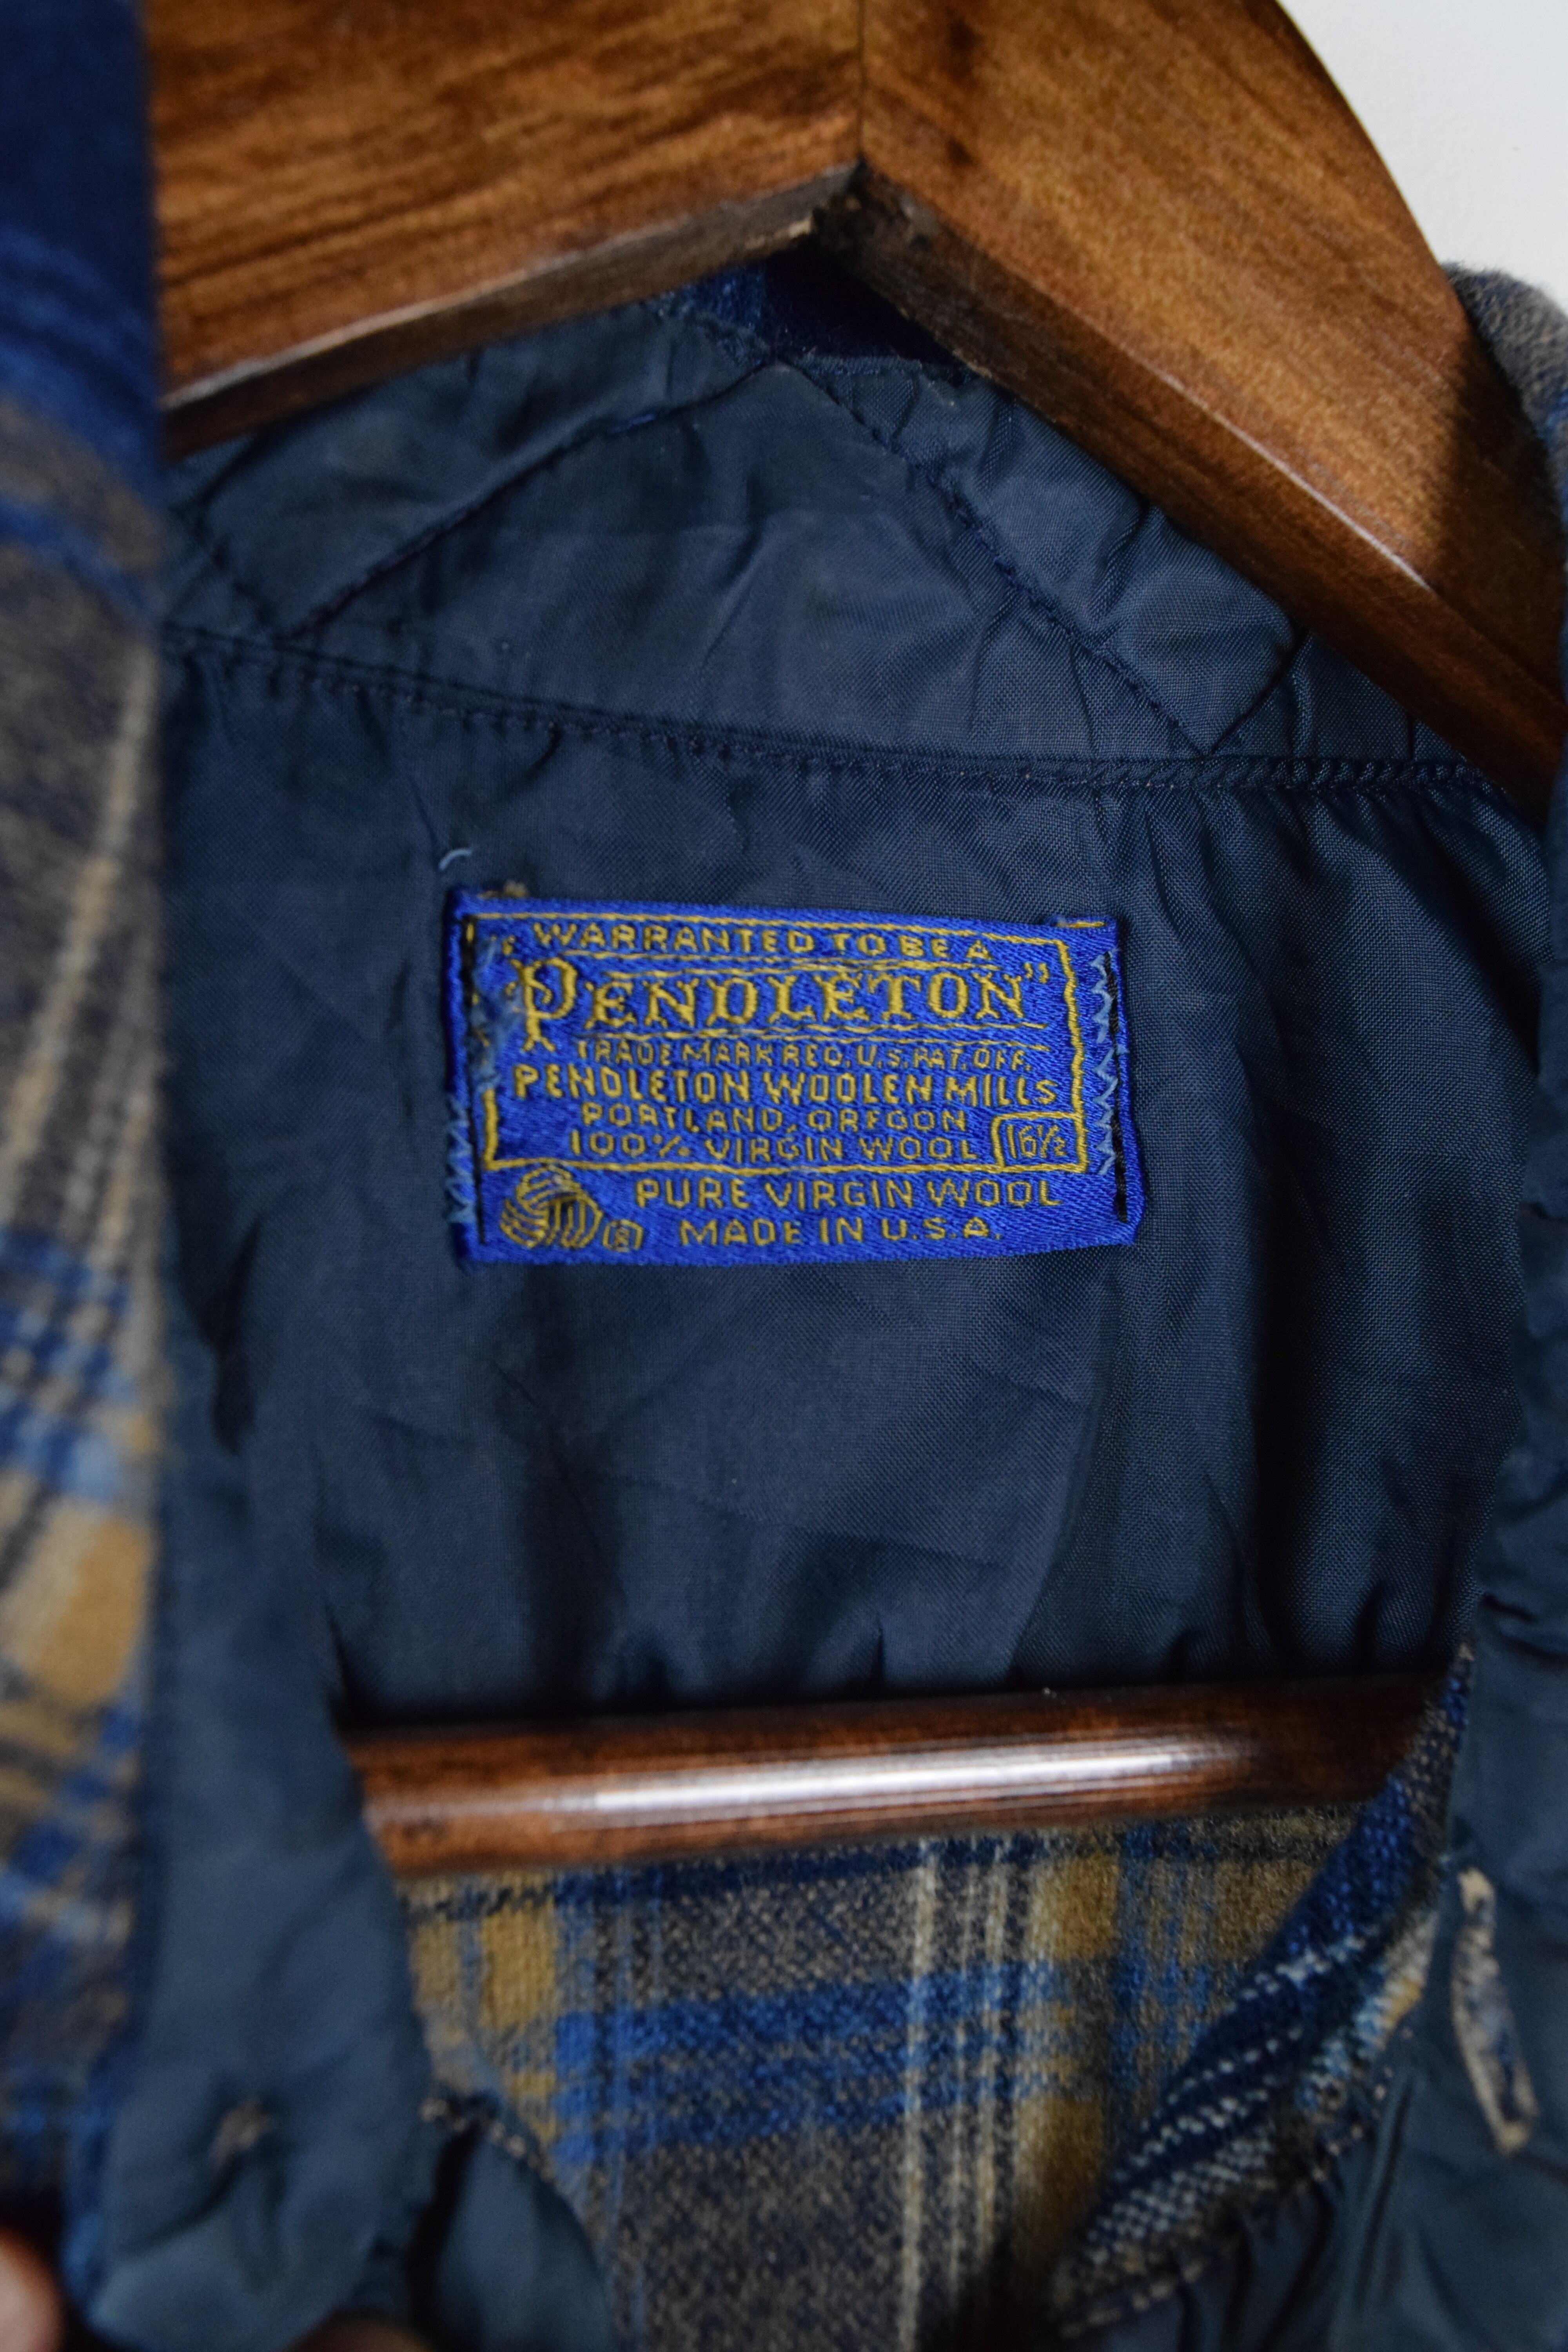 WARRANTED TO BE A
"PENDLETON"
TRADE MARK REG. U.S. PAT. OFF.
PENDLETON WOOLEN MILLS
PORTLAND, OREGON
100% VIRGIN WOOL 16½
PURE VIRGIN WOOL
® MADE IN U.S.A.